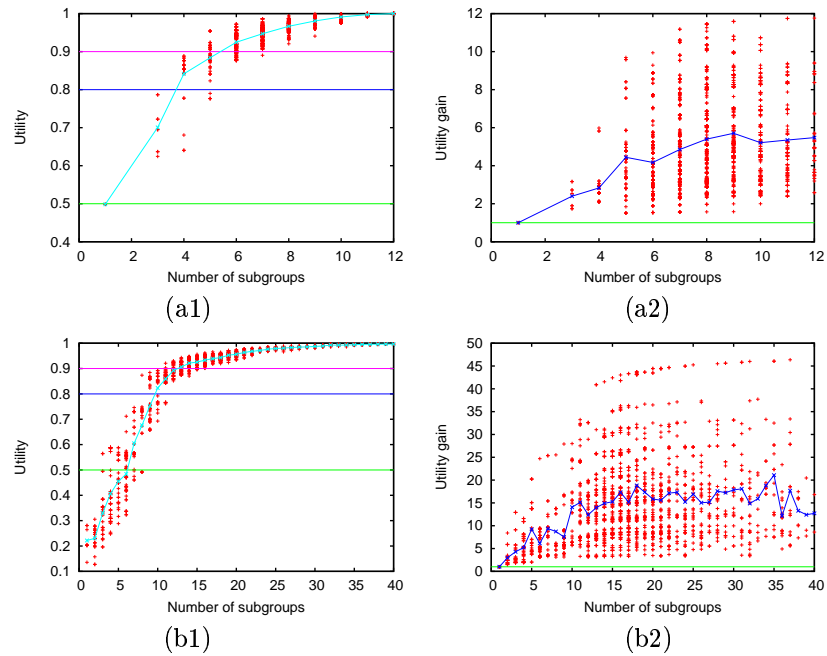 1
0.9
0.8
0.7
0.6
0.5
0.4
0 2 4 6 8 10 12
Utility
Number of subgroups
(a1)
12
10
8
6
4
2
0
0 2 4 6 8 10 12
Utility gain
Number of subgroups
(a2)
1
0.9
0.8
0.7
0.6
0.5
0.4
0.3
0.2
0.1
0 5 10 15 20 25 30 35 40
Utility
Number of subgroups
(b1)
50
45
40
35
30
25
20
15
10
5
0
0 5 10 15 20 25 30 35 40
Utility gain
Number of subgroups
(b2)